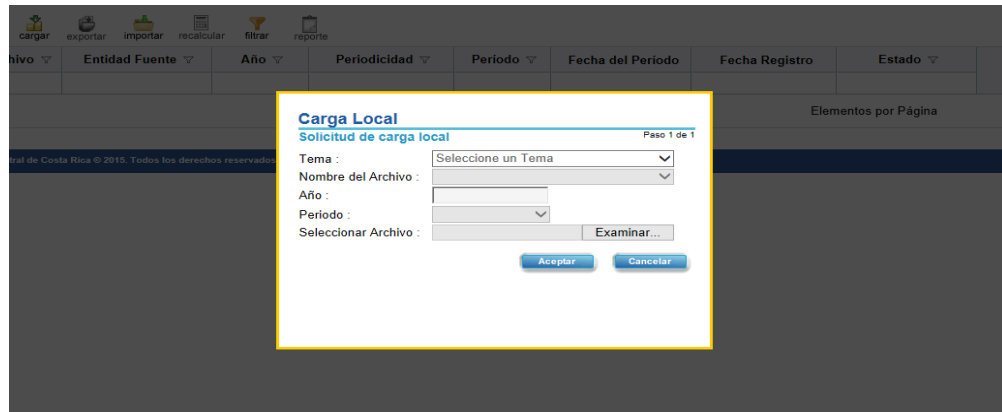 cargar exportar importar recalcular filtrar reporte
hivo Entidad Fuente Año Periodicidad Período Fecha del Período Fecha Registro Estado
Elementos por Página
tral de Costa Rica © 2015. Todos los derechos reservados
Carga Local
Solicitud de carga local Paso 1 de 1
Tema : Seleccione un Tema
Nombre del Archivo :
Año :
Periodo :
Seleccionar Archivo : Examinar...
Aceptar Cancelar